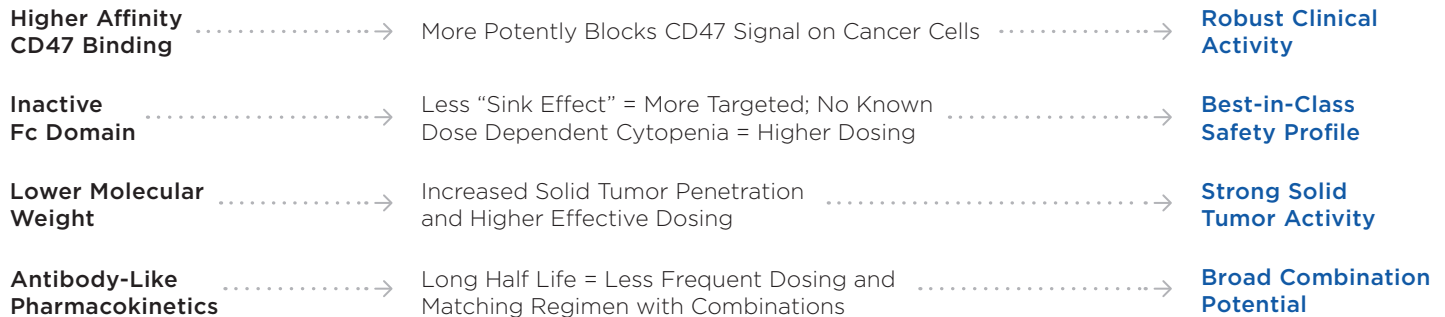 Higher Affinity
CD47 Binding
More Potently Blocks CD47 Signal on Cancer Cells
Robust Clinical
Activity
Inactive
Fc Domain
Less “Sink Effect” = More Targeted; No Known
Dose Dependent Cytopenia = Higher Dosing
Best-in-Class
Safety Profile
Lower Molecular
Weight
Increased Solid Tumor Penetration
and Higher Effective Dosing
Strong Solid
Tumor Activity
Antibody-Like
Pharmacokinetics
Long Half Life = Less Frequent Dosing and
Matching Regimen with Combinations
Broad Combination
Potential